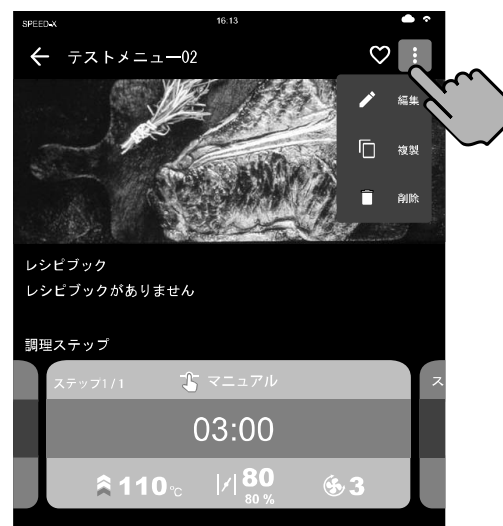 SPEED-X 16.13
テストメニュー02
編集
複製
削除
レシピブック
レシピブックがありません
調理ステップ
ステップ1/1 マニュアル ス
03:00
110℃ 80 3
80 %